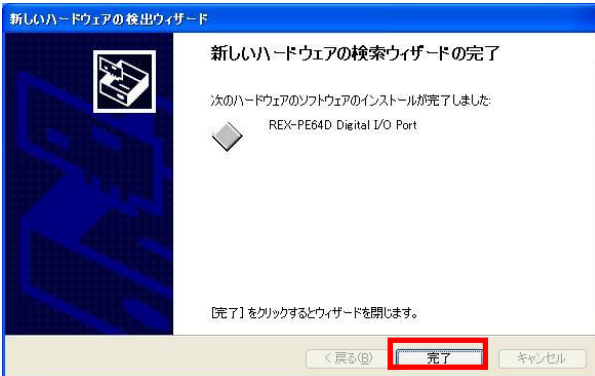 新しいハードウェアの検出ウィザード
新しいハードウェアの検索ウィザードの完了
次のハードウェアのソフトウェアのインストールが完了しました:
REX-PE64D Digital I/O Port
[完了] をクリックするとウィザードを閉じます。
< 戻る(B) 完了 キャンセル